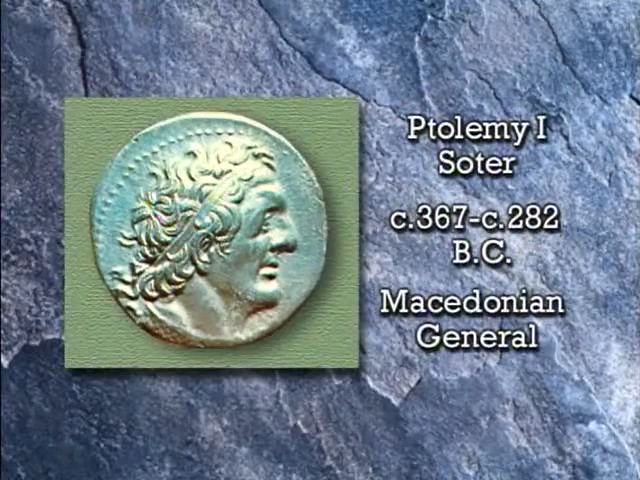 Ptolemy I
Soter
c.367-c.282
B.C.
Macedonian
General